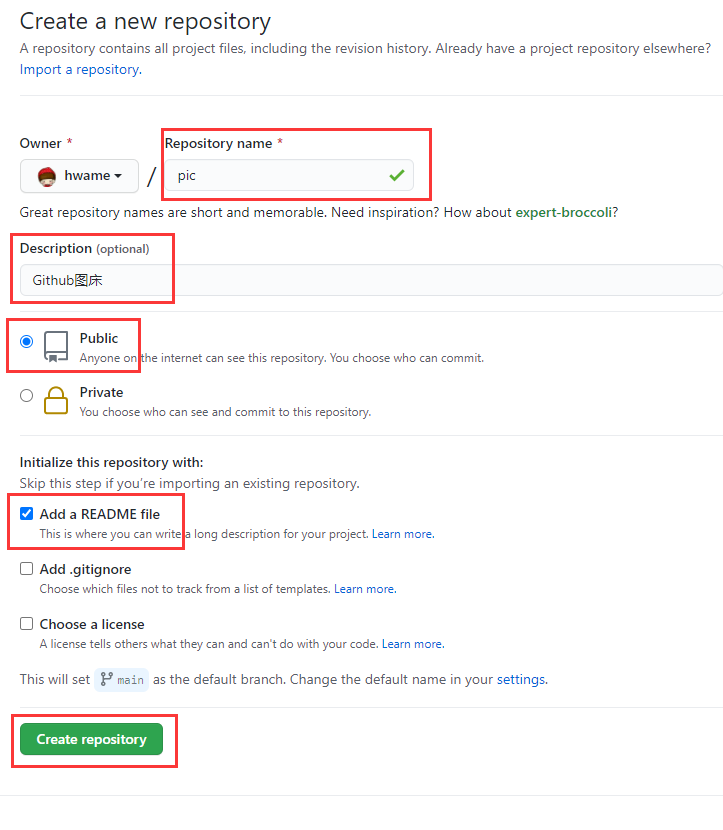 Create a new repository
A repository contains all project files, including the revision history. Already have a project repository elsewhere?
Import a repository.
Owner *
Repository name *
hwame
/
pic
Great repository names are short and memorable. Need inspiration? How about expert-broccoli?
Description (optional)
Github图床
Public
Anyone on the internet can see this repository. You choose who can commit.
Private
You choose who can see and commit to this repository.
Initialize this repository with:
Skip this step if you're importing an existing repository.
Add a README file
This is where you can write a long description for your project. Learn more.
Add .gitignore
Choose which files not to track from a list of templates. Learn more.
Choose a license
A license tells others what they can and can't do with your code. Learn more.
This will set main as the default branch. Change the default name in your settings.
Create repository